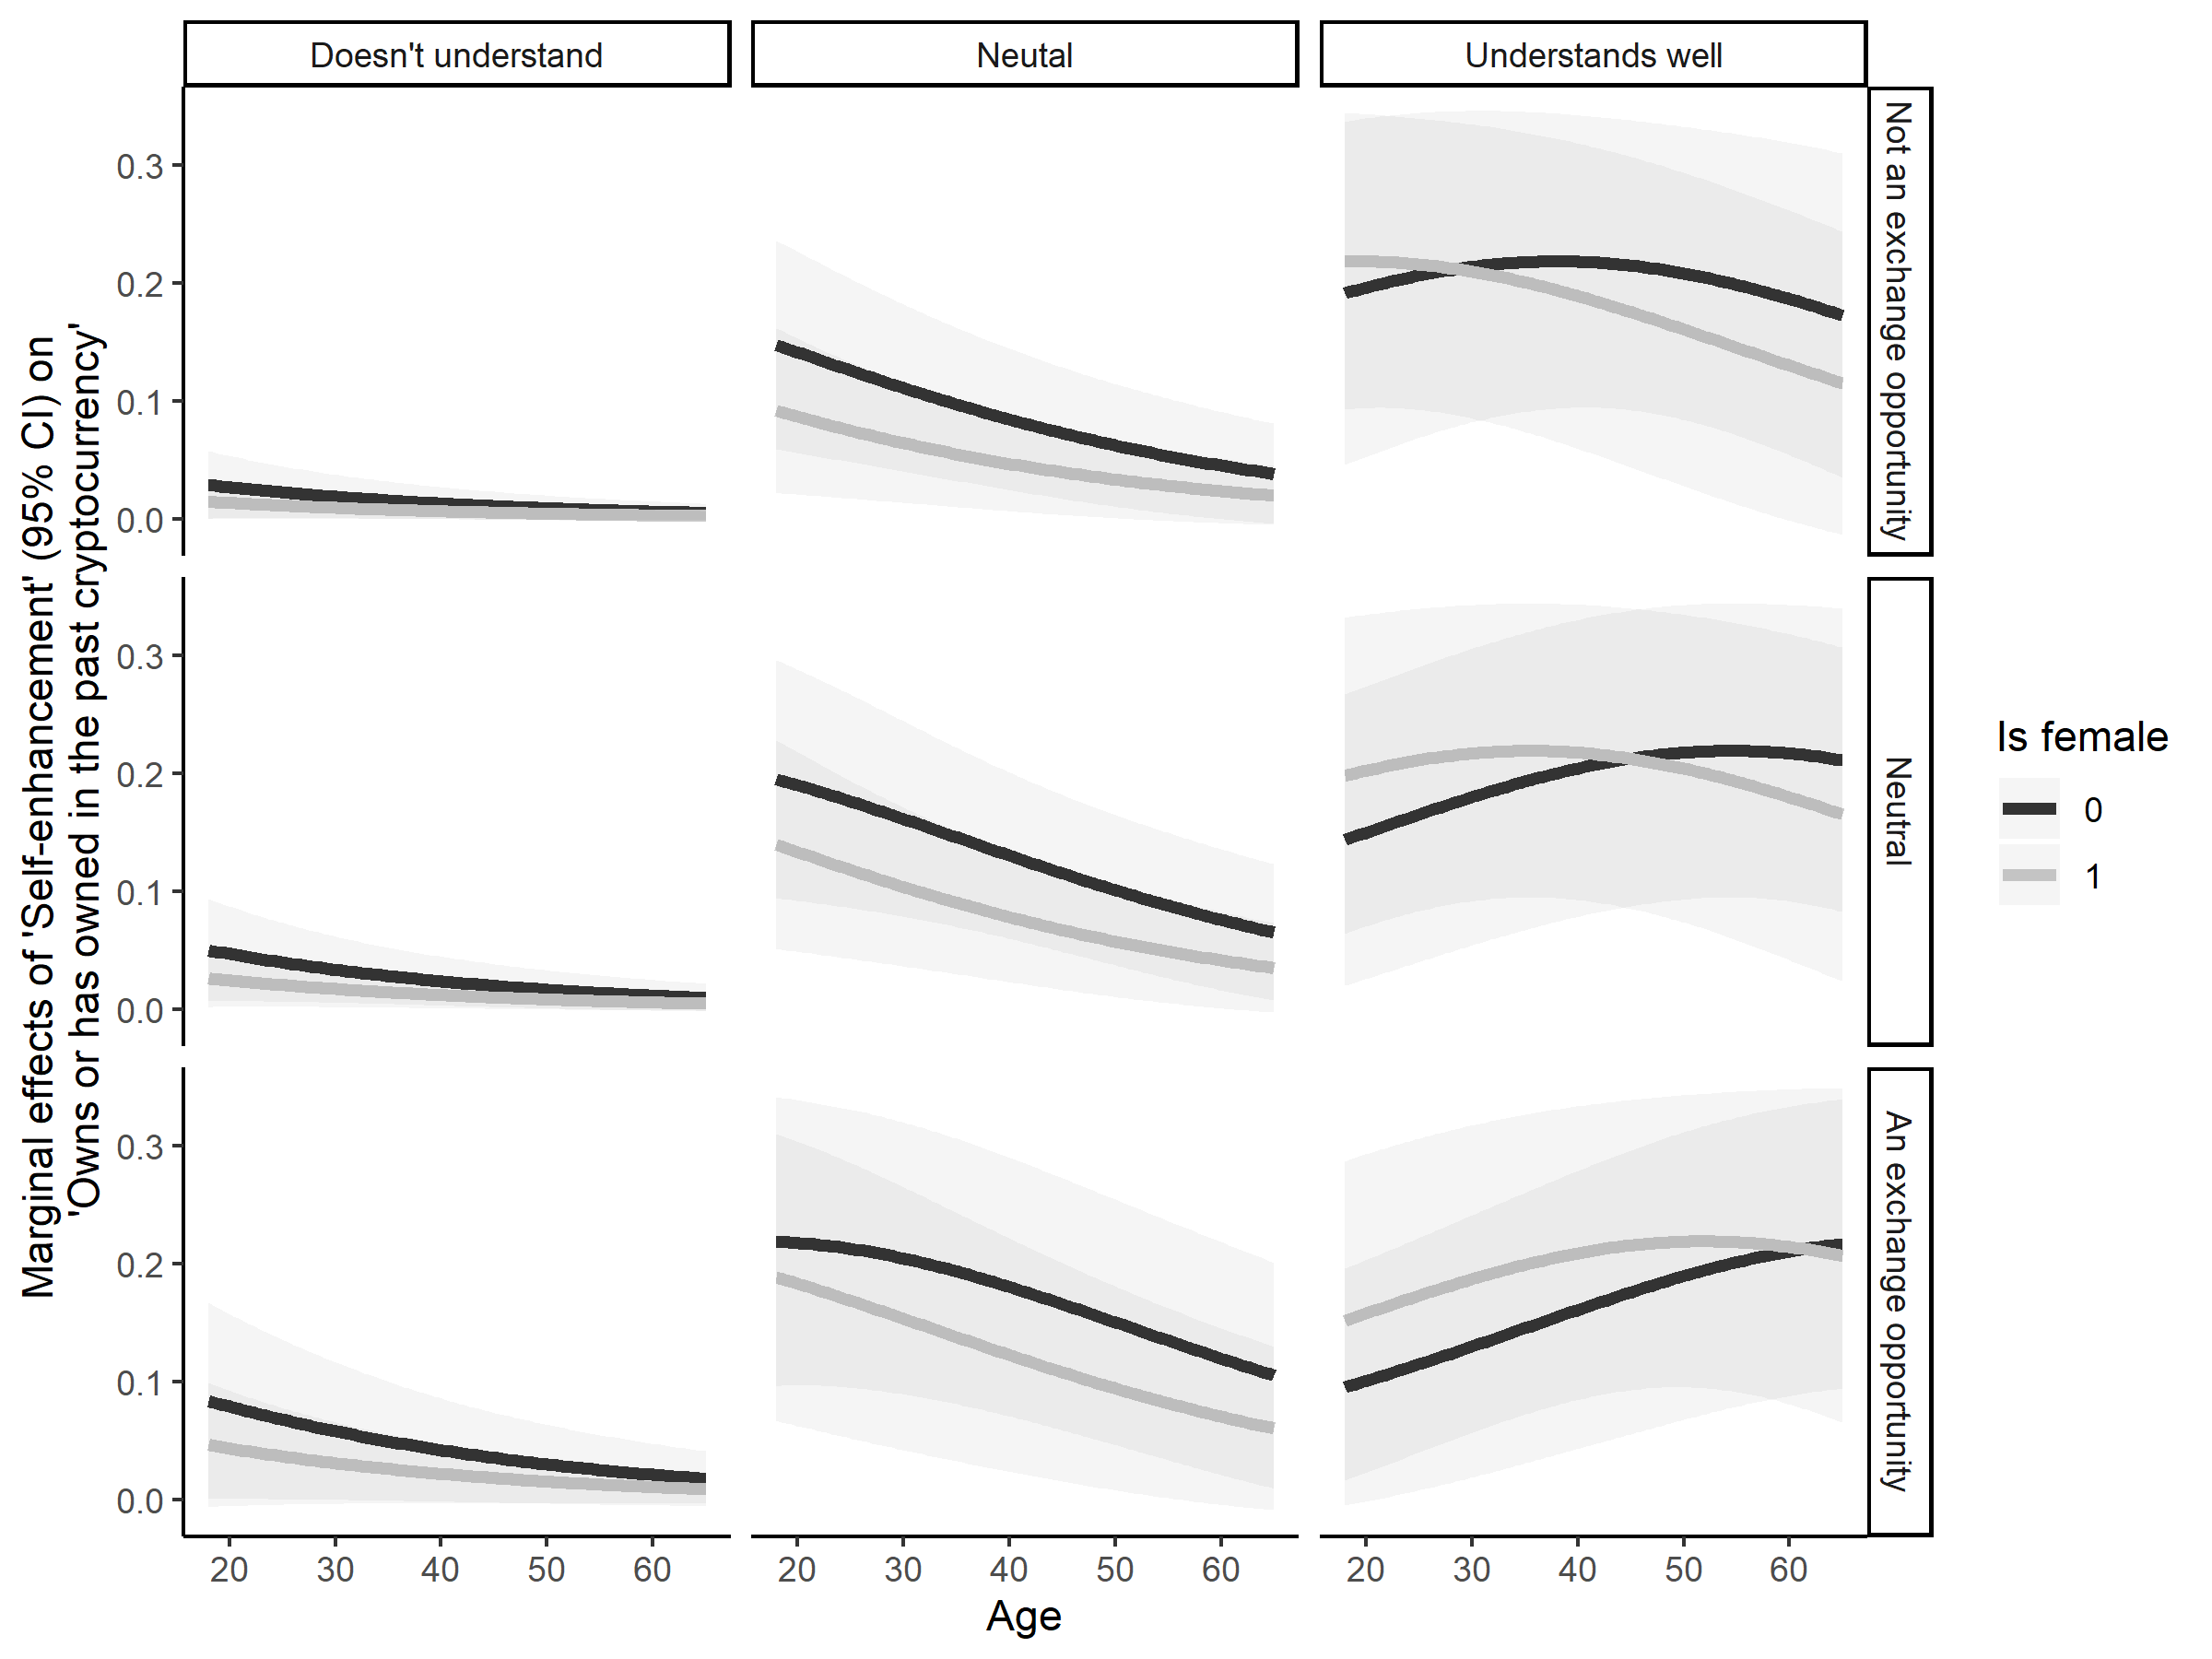 Doesn't understand
Neutal
Understands well
Marginal effects of 'Self-enhancement' (95% CI) on
'Owns or has owned in the past cryptocurrency'
0.3
0.2
0.1
0.0
Not an exchange opportunity
0.3
0.2
0.1
0.0
Neutral
0.3
0.2
0.1
0.0
An exchange opportunity
20 30 40 50 60
20 30 40 50 60
20 30 40 50 60
Age
Is female
0
1